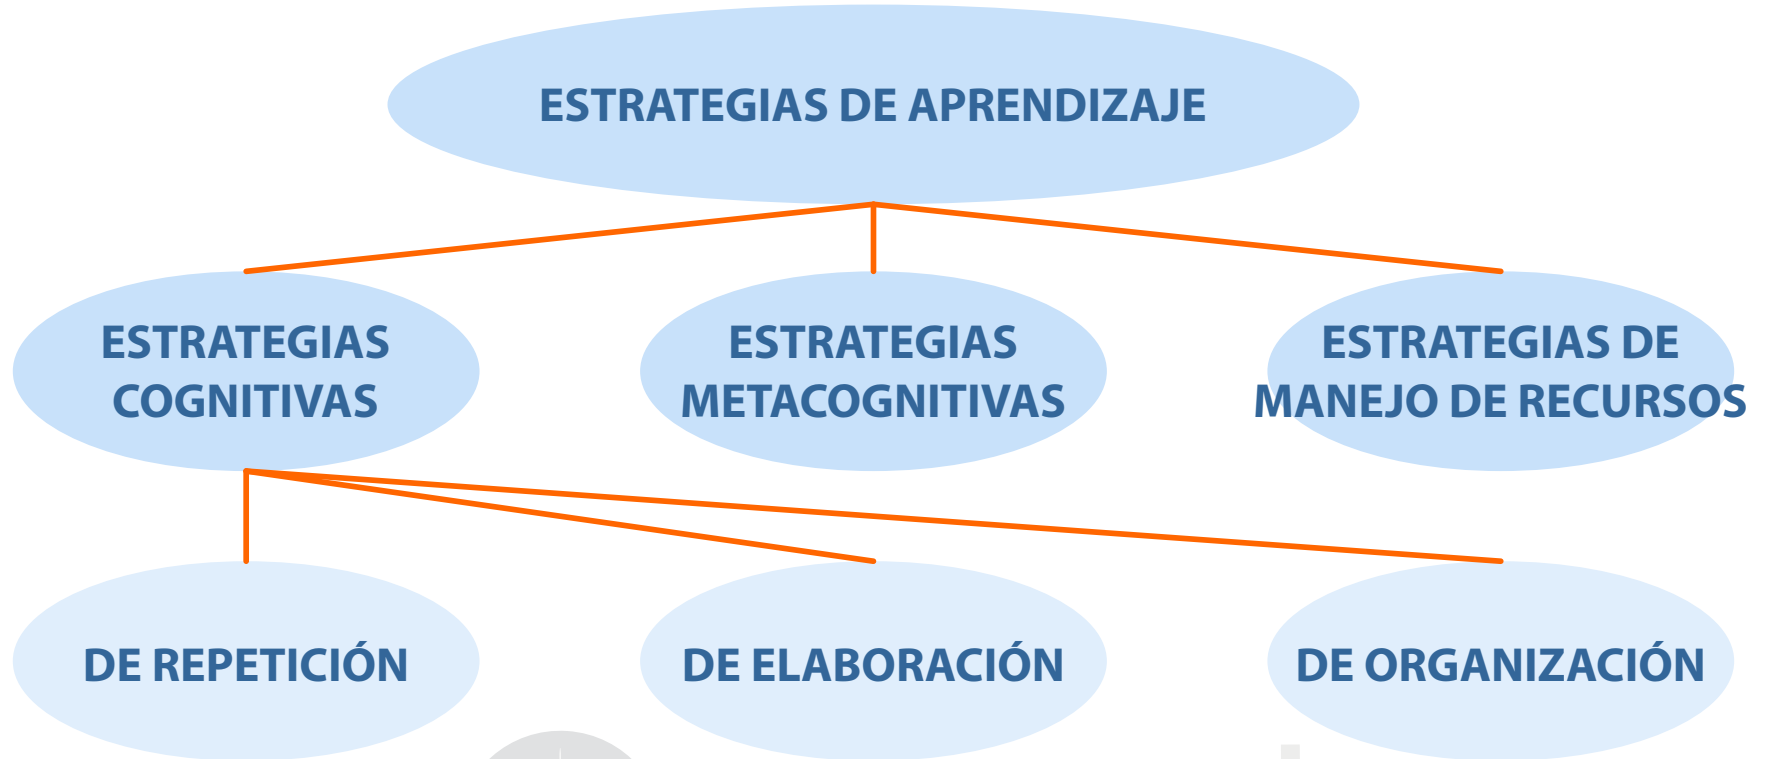 ESTRATEGIAS DE APRENDIZAJE
ESTRATEGIAS
COGNITIVAS
ESTRATEGIAS
METACOGNITIVAS
ESTRATEGIAS DE
MANEJO DE RECURSOS
DE REPETICIÓN
DE ELABORACIÓN
DE ORGANIZACIÓN